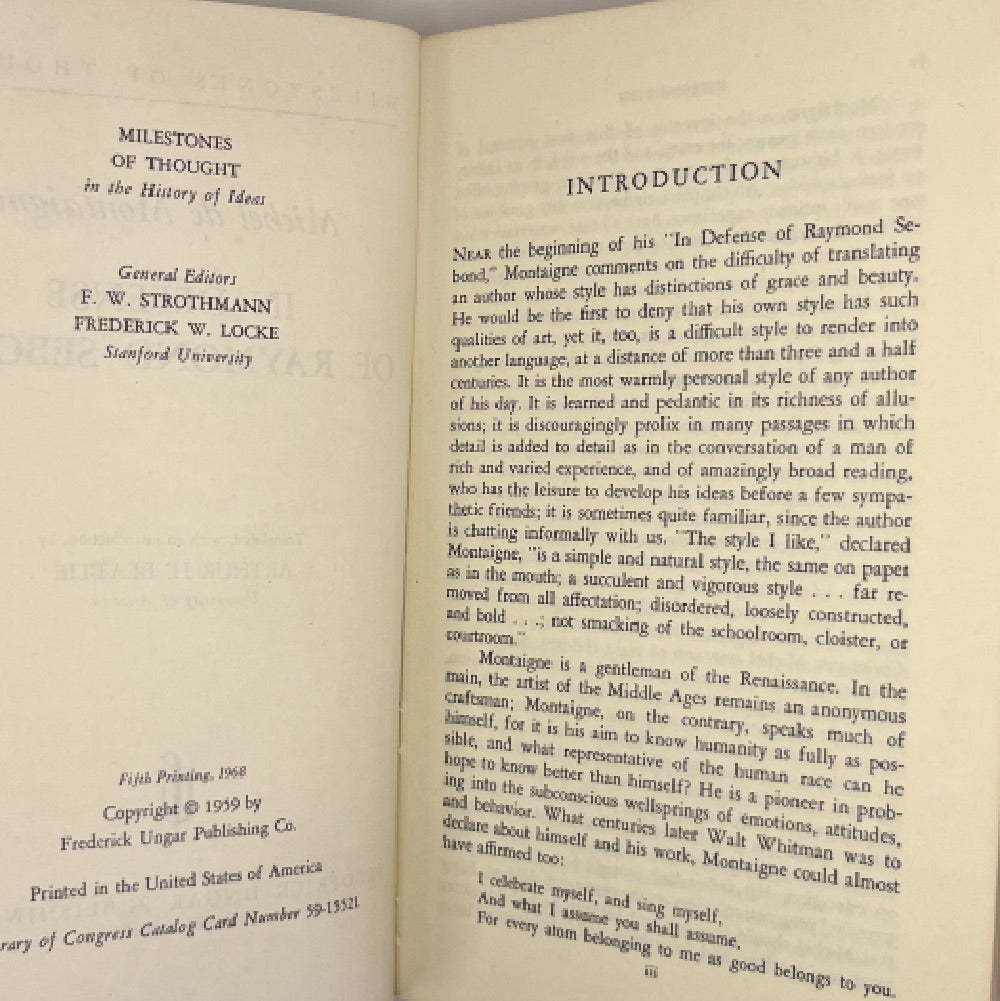 MILESTONES
OF THOUGHT
in the History of Ideas
General Editors
F. W. STROTHMANN
FREDERICK W. LOCKE
Stanford University
Fifth Printing, 1968
Copyright © 1959 by
Frederick Ungar Publishing Co.
Printed in the United States of America
rary of Congress Catalog Card Number 59-13521
INTRODUCTION
NEAR the beginning of his "In Defense of Raymond Se-
bond," Montaigne comments on the difficulty of translating
an author whose style has distinctions of grace and beauty.
He would be the first to deny that his own style has such
qualities of art, yet it, too, is a difficult style to render into
another language, at a distance of more than three and a half
centuries. It is the most warmly personal style of any author
of his day. It is learned and pedantic in its richness of allu-
sions; it is discouragingly prolix in many passages in which
detail is added to detail as in the conversation of a man of
rich and varied experience, and of amazingly broad reading,
who has the leisure to develop his ideas before a few sympa-
thetic friends; it is sometimes quite familiar, since the author
is chatting informally with us. "The style I like," declared
Montaigne, "is a simple and natural style, the same on paper
as in the mouth; a succulent and vigorous style . . . far re-
moved from all affectation; disordered, loosely constructed,
and bold . . .; not smacking of the schoolroom, cloister, or
courtroom."
Montaigne is a gentleman of the Renaissance. In the
main, the artist of the Middle Ages remains an anonymous
craftsman; Montaigne, on the contrary, speaks much of
himself, for it is his aim to know humanity as fully as pos-
sible, and what representative of the human race can he
hope to know better than himself? He is a pioneer in prob-
ing into the subconscious wellsprings of emotions, attitudes,
and behavior. What centuries later Walt Whitman was to
declare about himself and his work, Montaigne could almost
have affirmed too:
I celebrate myself, and sing myself,
And what I assume you shall assume,
For every atom belonging to me as good belongs to you.
iii